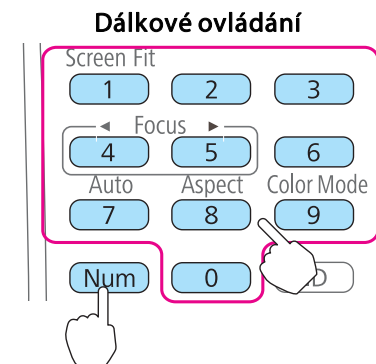 Dálkové ovládání
Screen Fit
1 2 3
◄ Focus ►
4 5 6
Auto Aspect Color Mode
7 8 9
Num 0